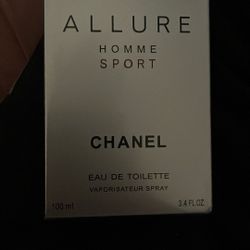 ALLURE
HOMME
SPORT
CHANEL
EAU DE TOILETTE
VAPORISATEUR SPRAY
100 ml 3.4 FL.OZ